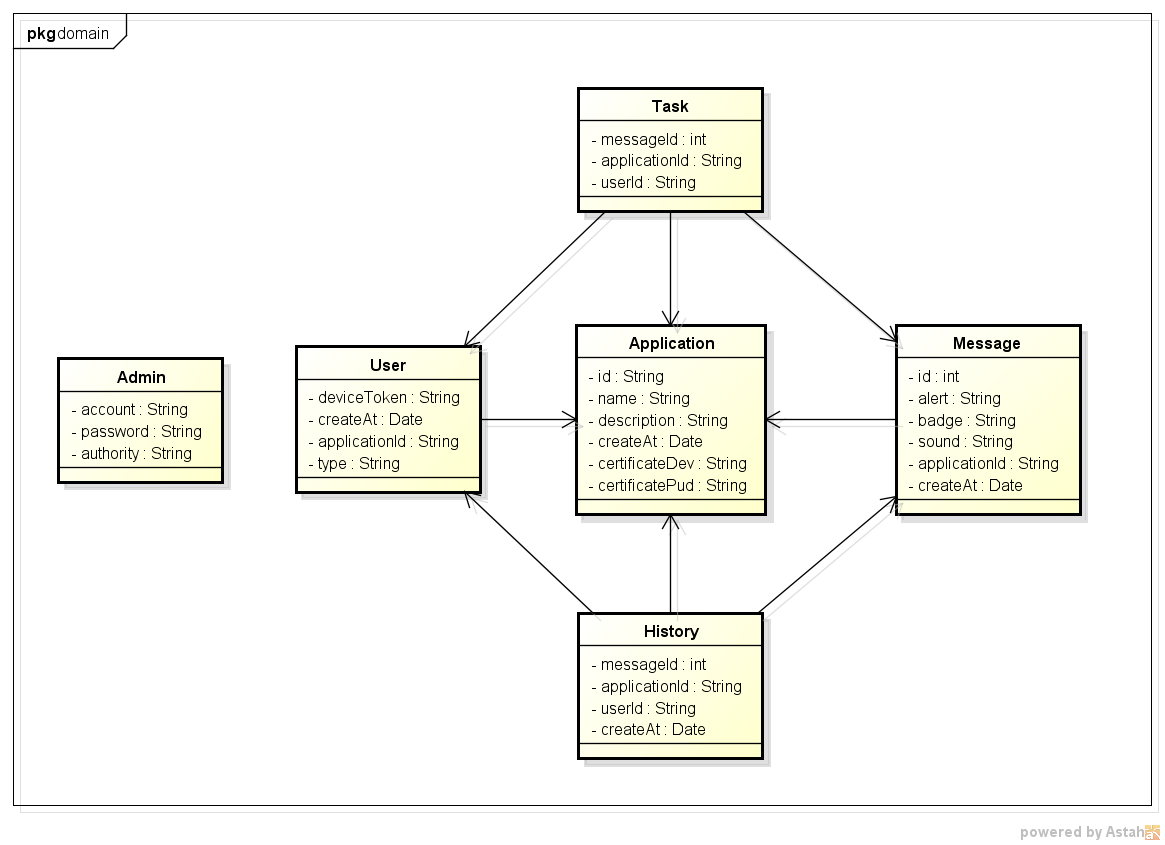 pkg domain
Task
- messageId : int
- applicationId : String
- userId : String
Admin
- account : String
- password : String
- authority : String
User
- deviceToken : String
- createAt : Date
- applicationId : String
- type : String
Application
- id : String
- name : String
- description : String
- createAt : Date
- certificateDev : String
- certificatePud : String
Message
- id : int
- alert : String
- badge : String
- sound : String
- applicationId : String
- createAt : Date
History
- messageId : int
- applicationId : String
- userId : String
- createAt : Date
powered by Astah